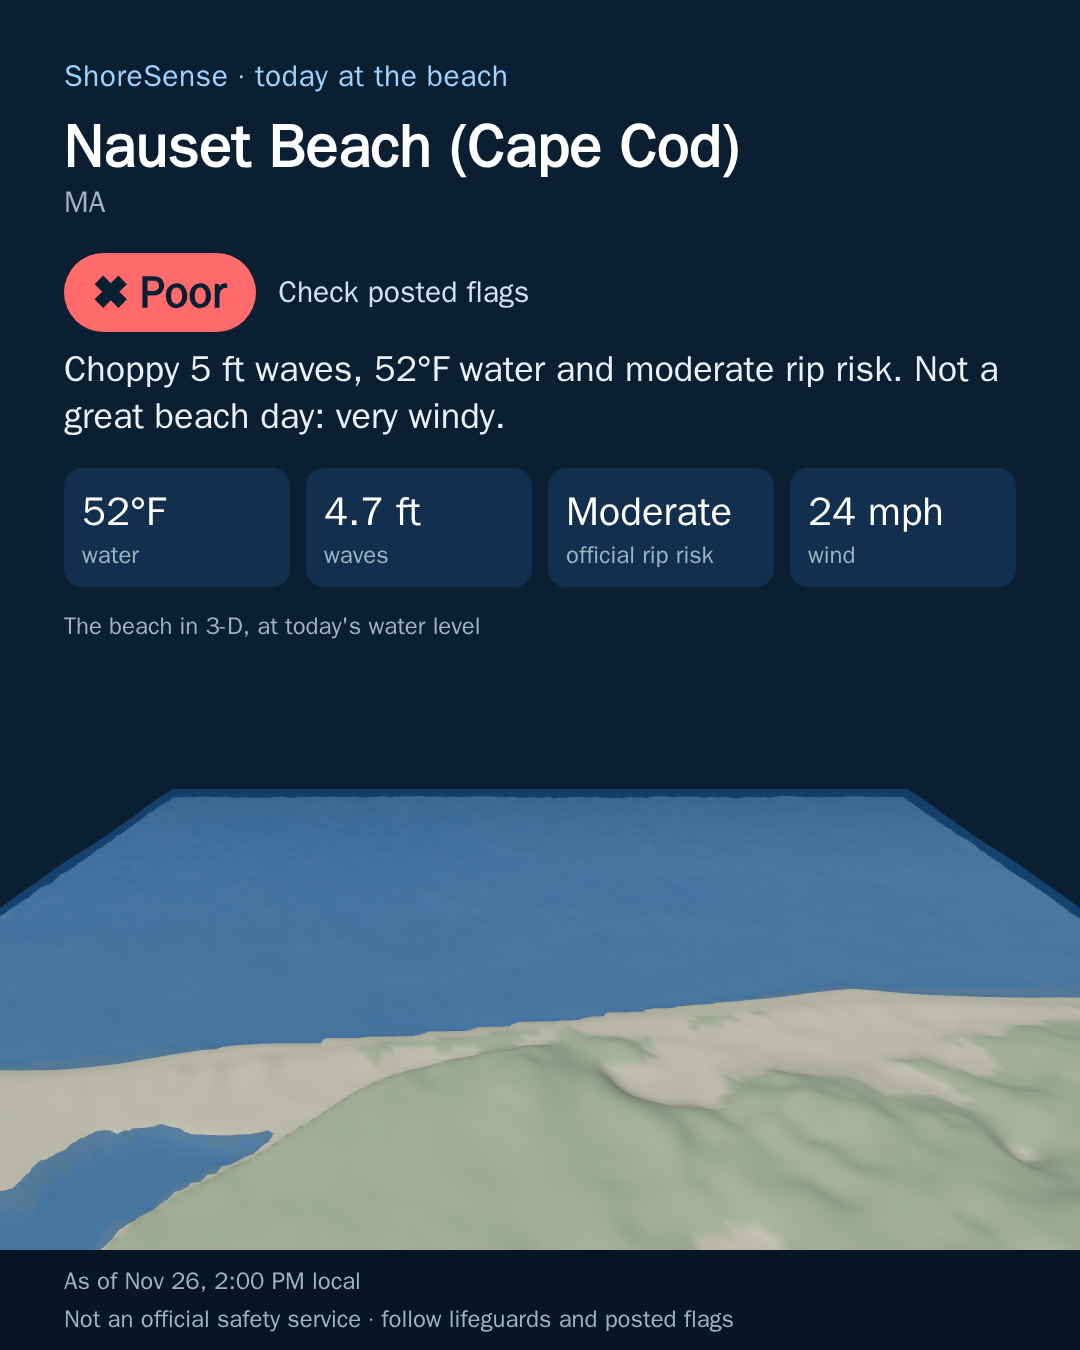 ShoreSense · today at the beach
Nauset Beach (Cape Cod)
MA
✖ Poor
Check posted flags
Choppy 5 ft waves, 52°F water and moderate rip risk. Not a
great beach day: very windy.
52°F
water
4.7 ft
waves
Moderate
official rip risk
24 mph
wind
The beach in 3-D, at today's water level
As of Nov 26, 2:00 PM local
Not an official safety service · follow lifeguards and posted flags